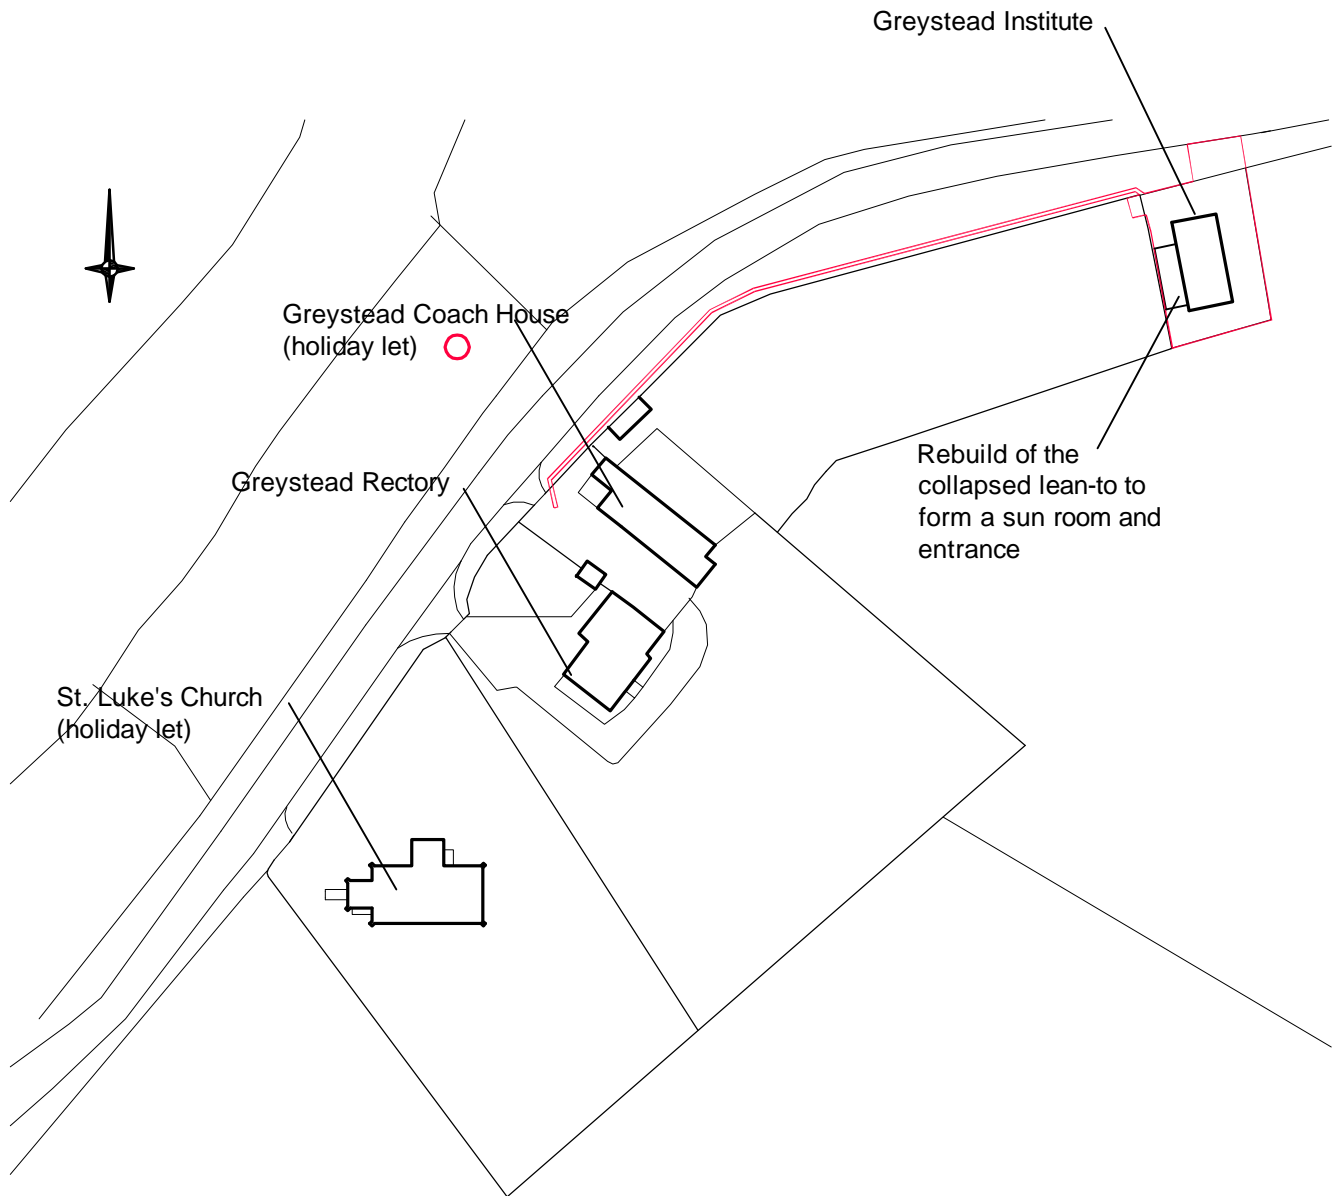 Greystead Institute
Greystead Coach House
(holiday let)
Greystead Rectory
Rebuild of the
collapsed lean-to to
form a sun room and
entrance
St. Luke's Church
(holiday let)